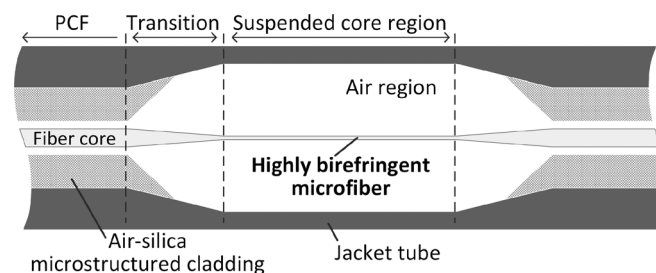 PCF
Transition
Suspended core region
Air region
Fiber core
Highly birefringent
microfiber
Air-silica
microstructured cladding
Jacket tube